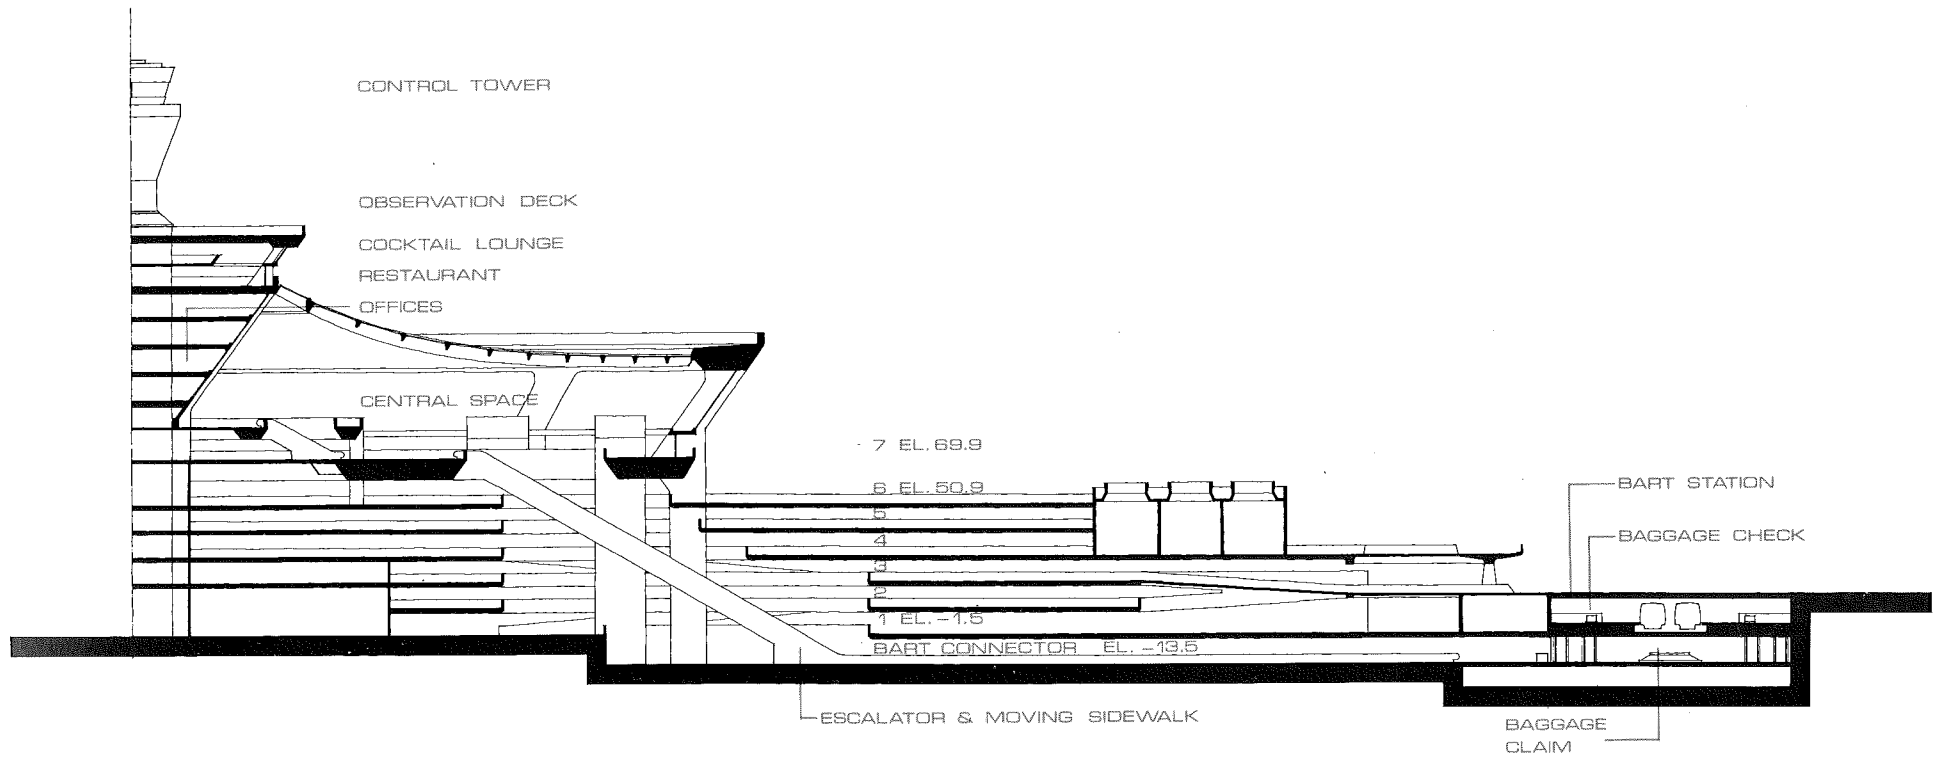 CONTROL TOWER
OBSERVATION DECK
COCKTAIL LOUNGE
RESTAURANT
OFFICES
CENTRAL SPACE
7 EL. 69.9
6 EL. 50.9
5
4
3
2
1 EL. -1.5
BART CONNECTOR EL. -13.5
BART STATION
BAGGAGE CHECK
ESCALATOR & MOVING SIDEWALK
BAGGAGE
CLAIM